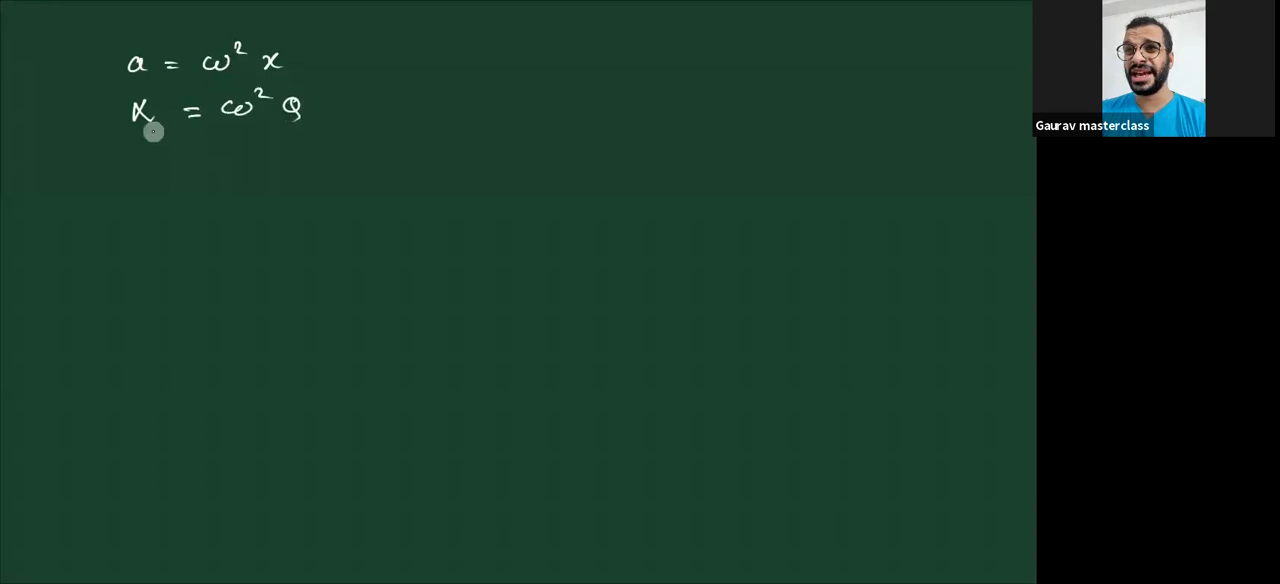 a = ω² x
α = ω² θ
Gaurav masterclass